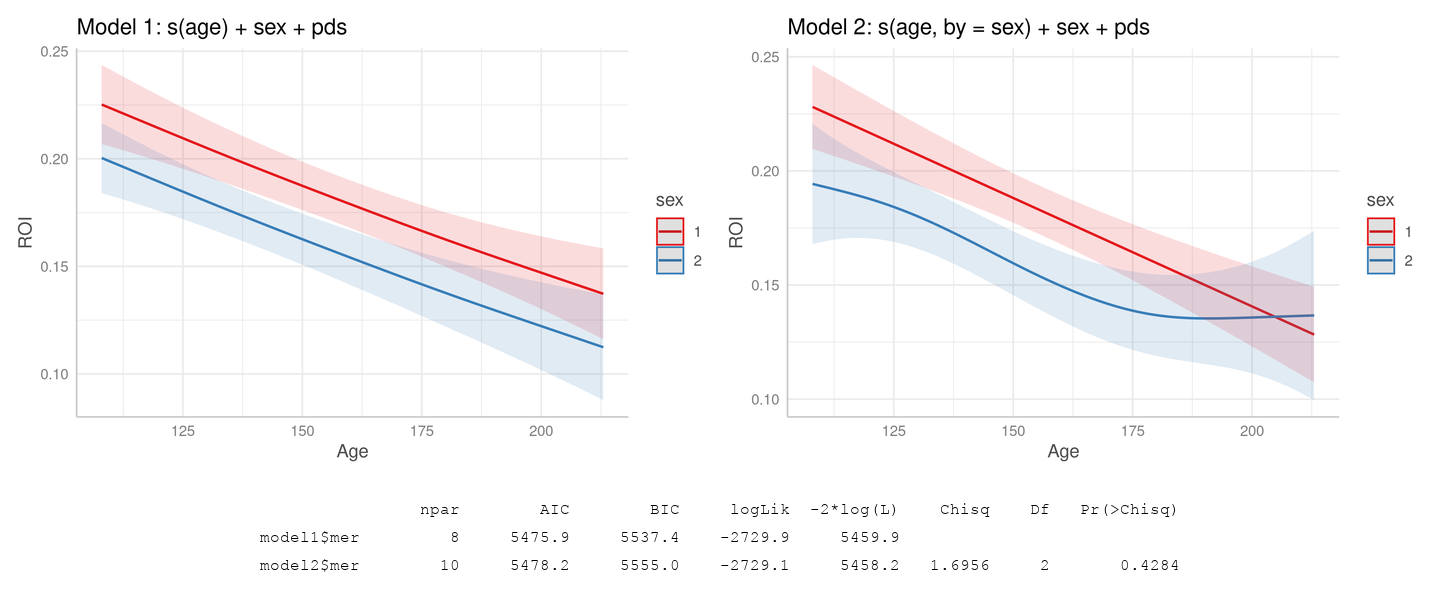 Model 1: s(age) + sex + pds
0.25
0.20
0.15
0.10
ROI
125 150 175 200
Age
sex
1
2
Model 2: s(age, by = sex) + sex + pds
0.25
0.20
0.15
0.10
ROI
125 150 175 200
Age
sex
1
2
npar AIC BIC logLik -2*log(L) Chisq Df Pr(>Chisq)
model1$mer 8 5475.9 5537.4 -2729.9 5459.9
model2$mer 10 5478.2 5555.0 -2729.1 5458.2 1.6956 2 0.4284